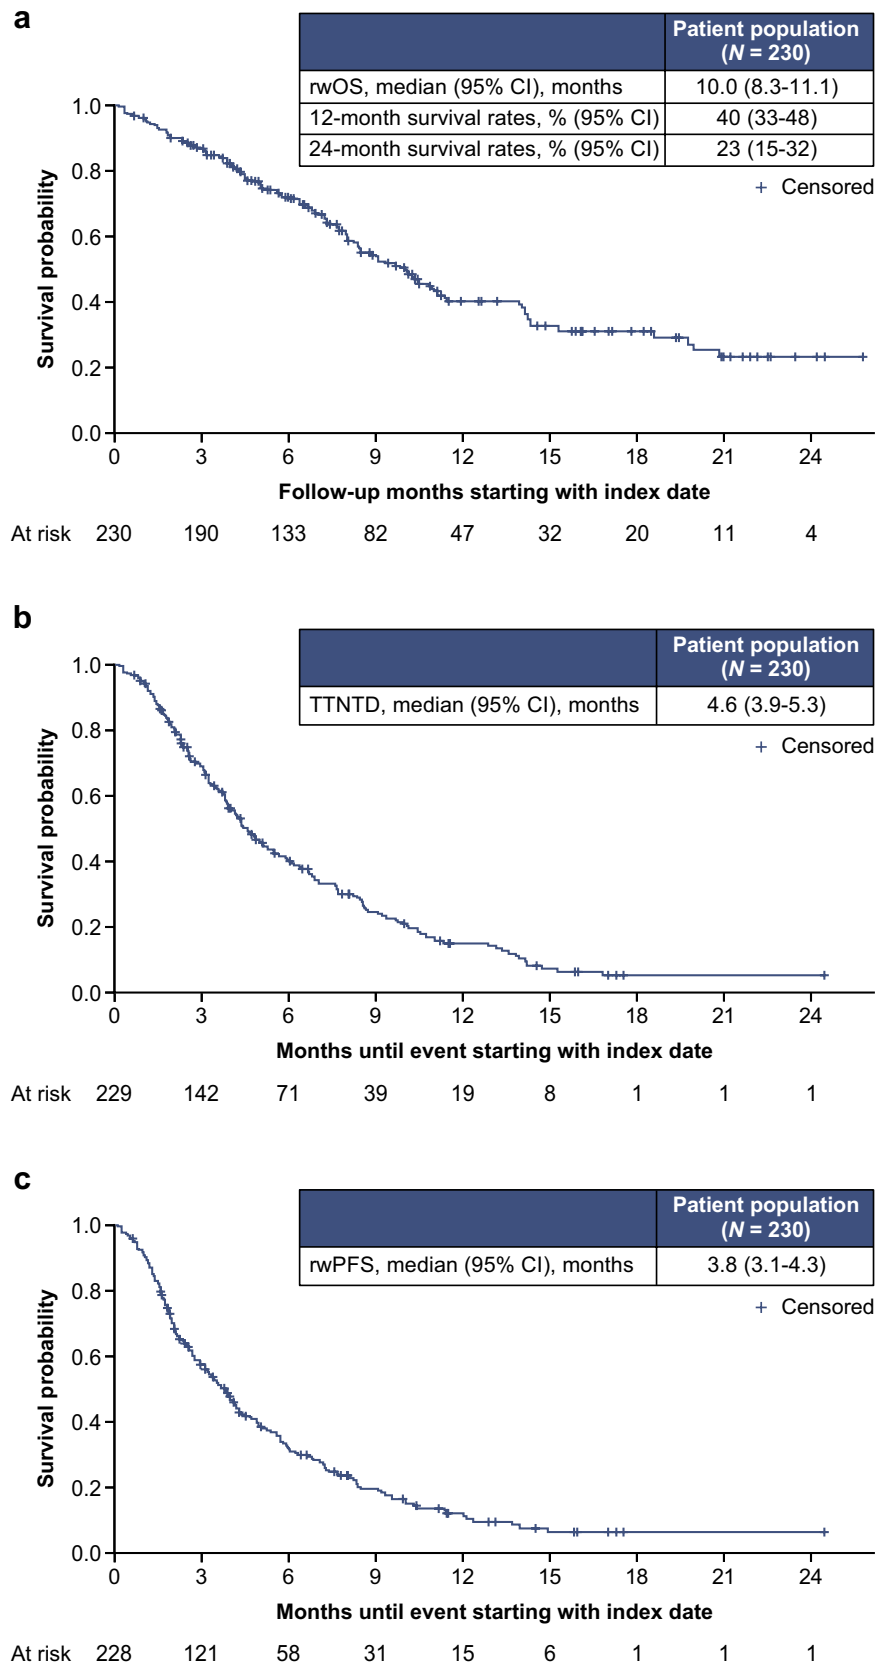 a
Patient population
(N = 230)
rwOS, median (95% CI), months 10.0 (8.3-11.1)
12-month survival rates, % (95% CI) 40 (33-48)
24-month survival rates, % (95% CI) 23 (15-32)
+ Censored
Survival probability
1.0
0.8
0.6
0.4
0.2
0.0
0 3 6 9 12 15 18 21 24
Follow-up months starting with index date
At risk 230 190 133 82 47 32 20 11 4
b
Patient population
(N = 230)
TTNTD, median (95% CI), months 4.6 (3.9-5.3)
+ Censored
Survival probability
1.0
0.8
0.6
0.4
0.2
0.0
0 3 6 9 12 15 18 21 24
Months until event starting with index date
At risk 229 142 71 39 19 8 1 1 1
c
Patient population
(N = 230)
rwPFS, median (95% CI), months 3.8 (3.1-4.3)
+ Censored
Survival probability
1.0
0.8
0.6
0.4
0.2
0.0
0 3 6 9 12 15 18 21 24
Months until event starting with index date
At risk 228 121 58 31 15 6 1 1 1